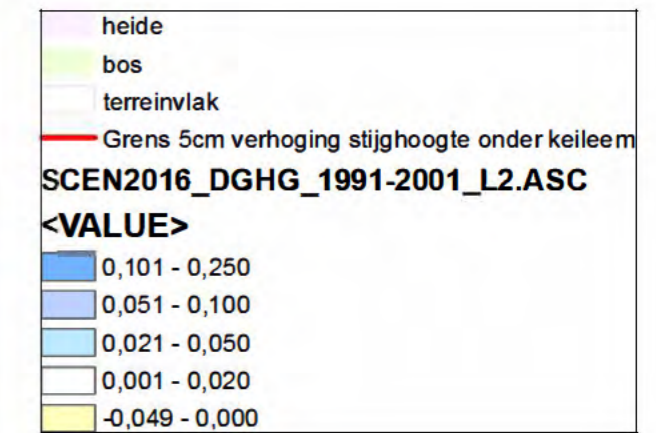 heide
bos
terreinvlak
Grens 5cm verhoging stijghoogte onder keileem
SCEN2016_DGHG_1991-2001_L2.ASC
<VALUE>
0,101 - 0,250
0,051 - 0,100
0,021 - 0,050
0,001 - 0,020
-0,049 - 0,000